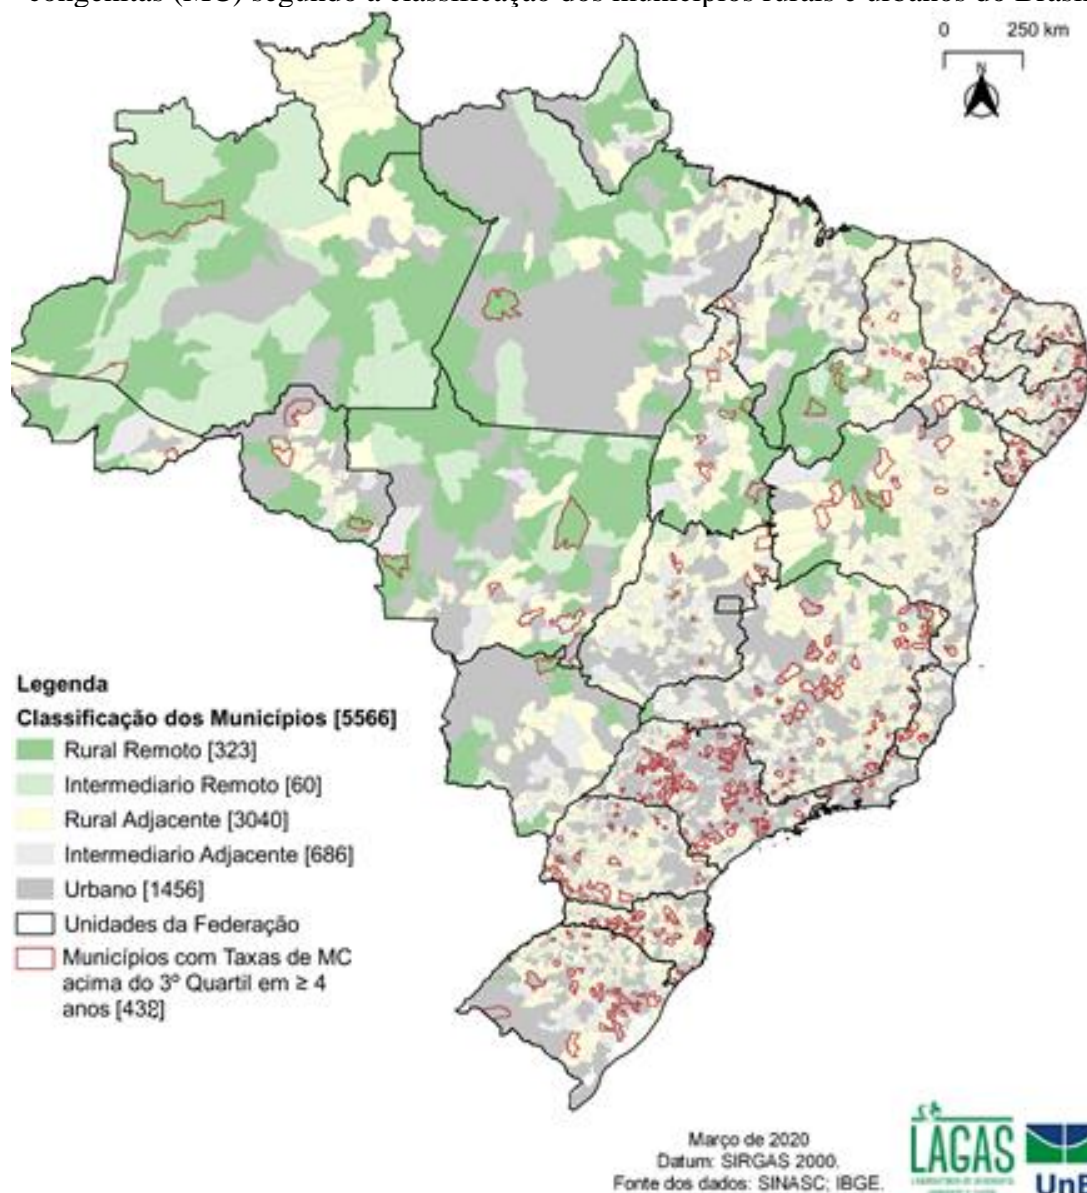 congênitas (MC) segundo a classificação dos municípios rurais e urbanos do Brasil
0 250 km
N
Legenda
Classificação dos Municípios [5566]
Rural Remoto [323]
Intermediario Remoto [60]
Rural Adjacente [3040]
Intermediario Adjacente [686]
Urbano [1456]
Unidades da Federação
Municípios com Taxas de MC
acima do 3º Quartil em ≥ 4
anos
Março de 2020
Datum: SIRGAS 2000.
Fonte dos dados: SINASC; IBGE.
LAGAS
UnB